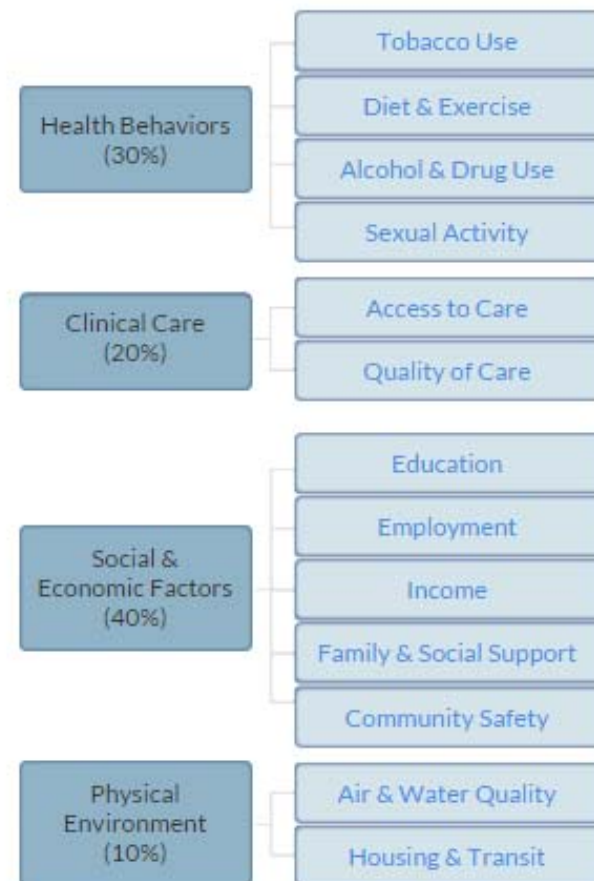 Health Behaviors
(30%)
Tobacco Use
Diet & Exercise
Alcohol & Drug Use
Sexual Activity
Clinical Care
(20%)
Access to Care
Quality of Care
Social &
Economic Factors
(40%)
Education
Employment
Income
Family & Social Support
Community Safety
Physical
Environment
(10%)
Air & Water Quality
Housing & Transit